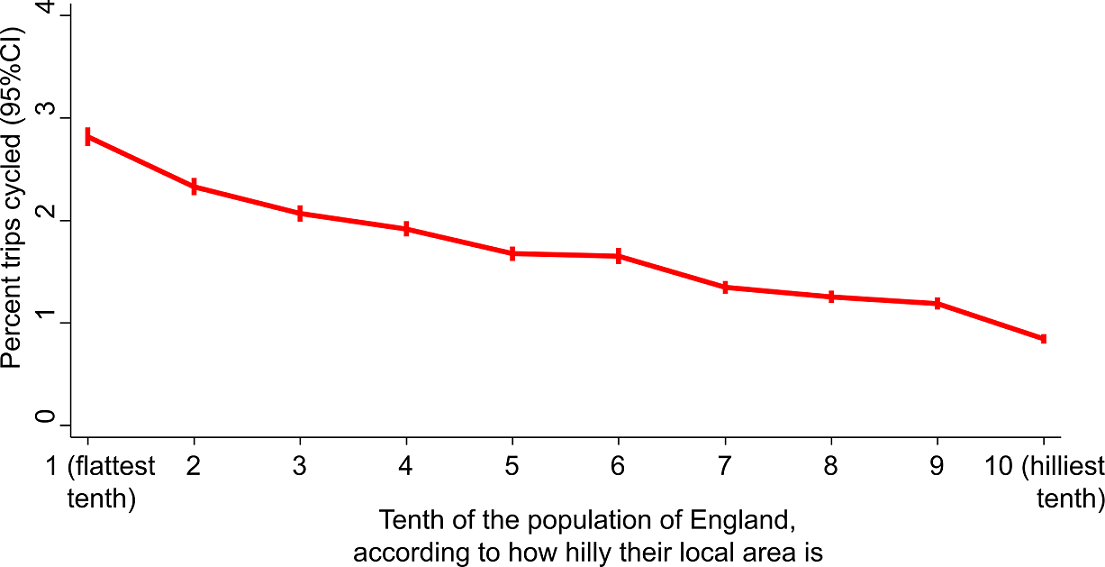 Percent trips cycled (95%CI)
4
3
2
1
0
1 (flattest
tenth)
2
3
4
5
6
7
8
9
10 (hilliest
tenth)
Tenth of the population of England,
according to how hilly their local area is